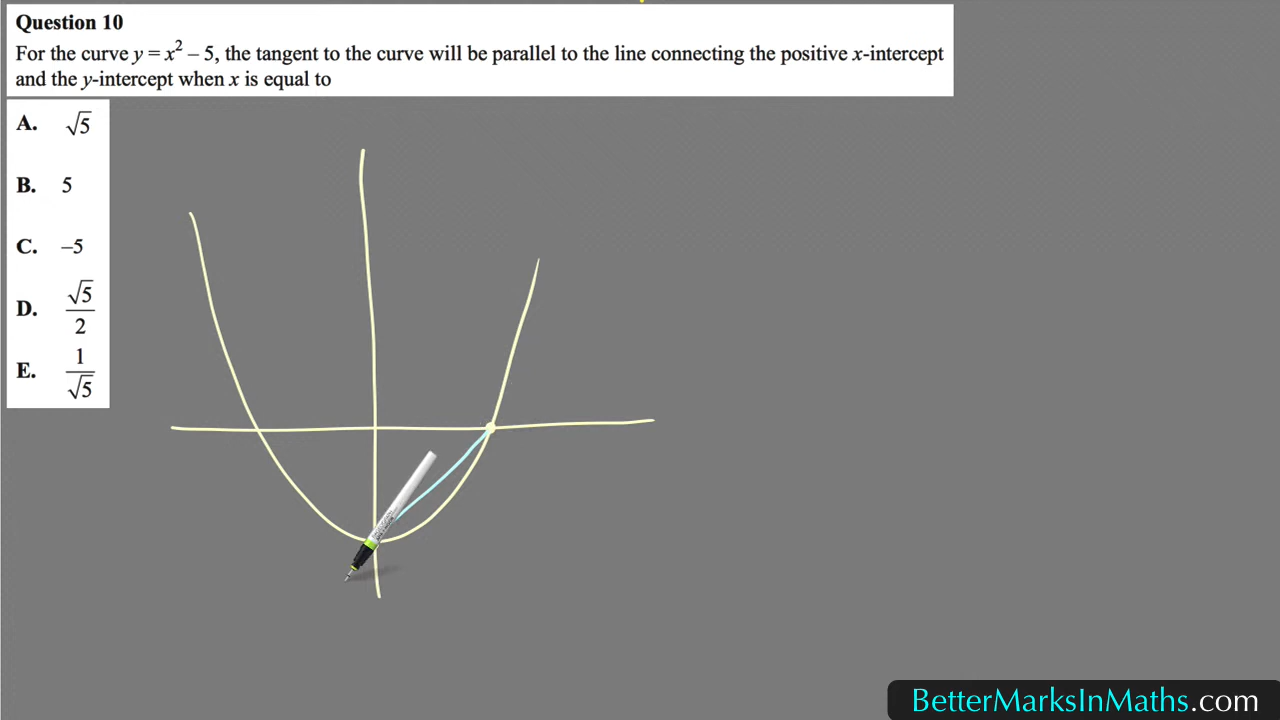 Question 10
For the curve y = x² – 5, the tangent to the curve will be parallel to the line connecting the positive x-intercept
and the y-intercept when x is equal to
A. √5
B. 5
C. –5
D. √5/2
E. 1/√5
BetterMarksInMaths.com